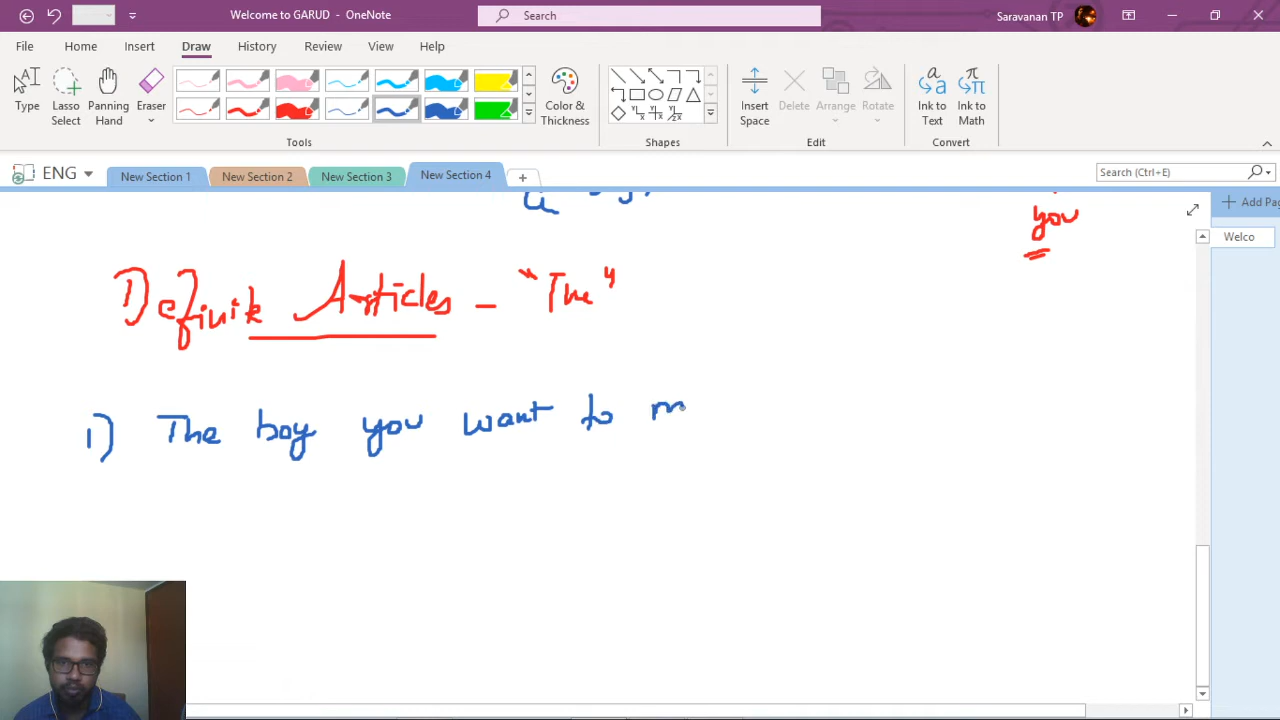 Welcome to GARUD - OneNote
Search
Saravanan TP
File Home Insert Draw History Review View Help
Type
Lasso Select
Panning Hand
Eraser
Color & Thickness
Insert Space
Delete
Arrange
Rotate
Ink to Text
Ink to Math
Tools
Shapes
Edit
Convert
ENG
New Section 1
New Section 2
New Section 3
New Section 4
Search (Ctrl+E)
Add Pag
Welco
you
Definite Articles - "The"
1) The boy you want to m